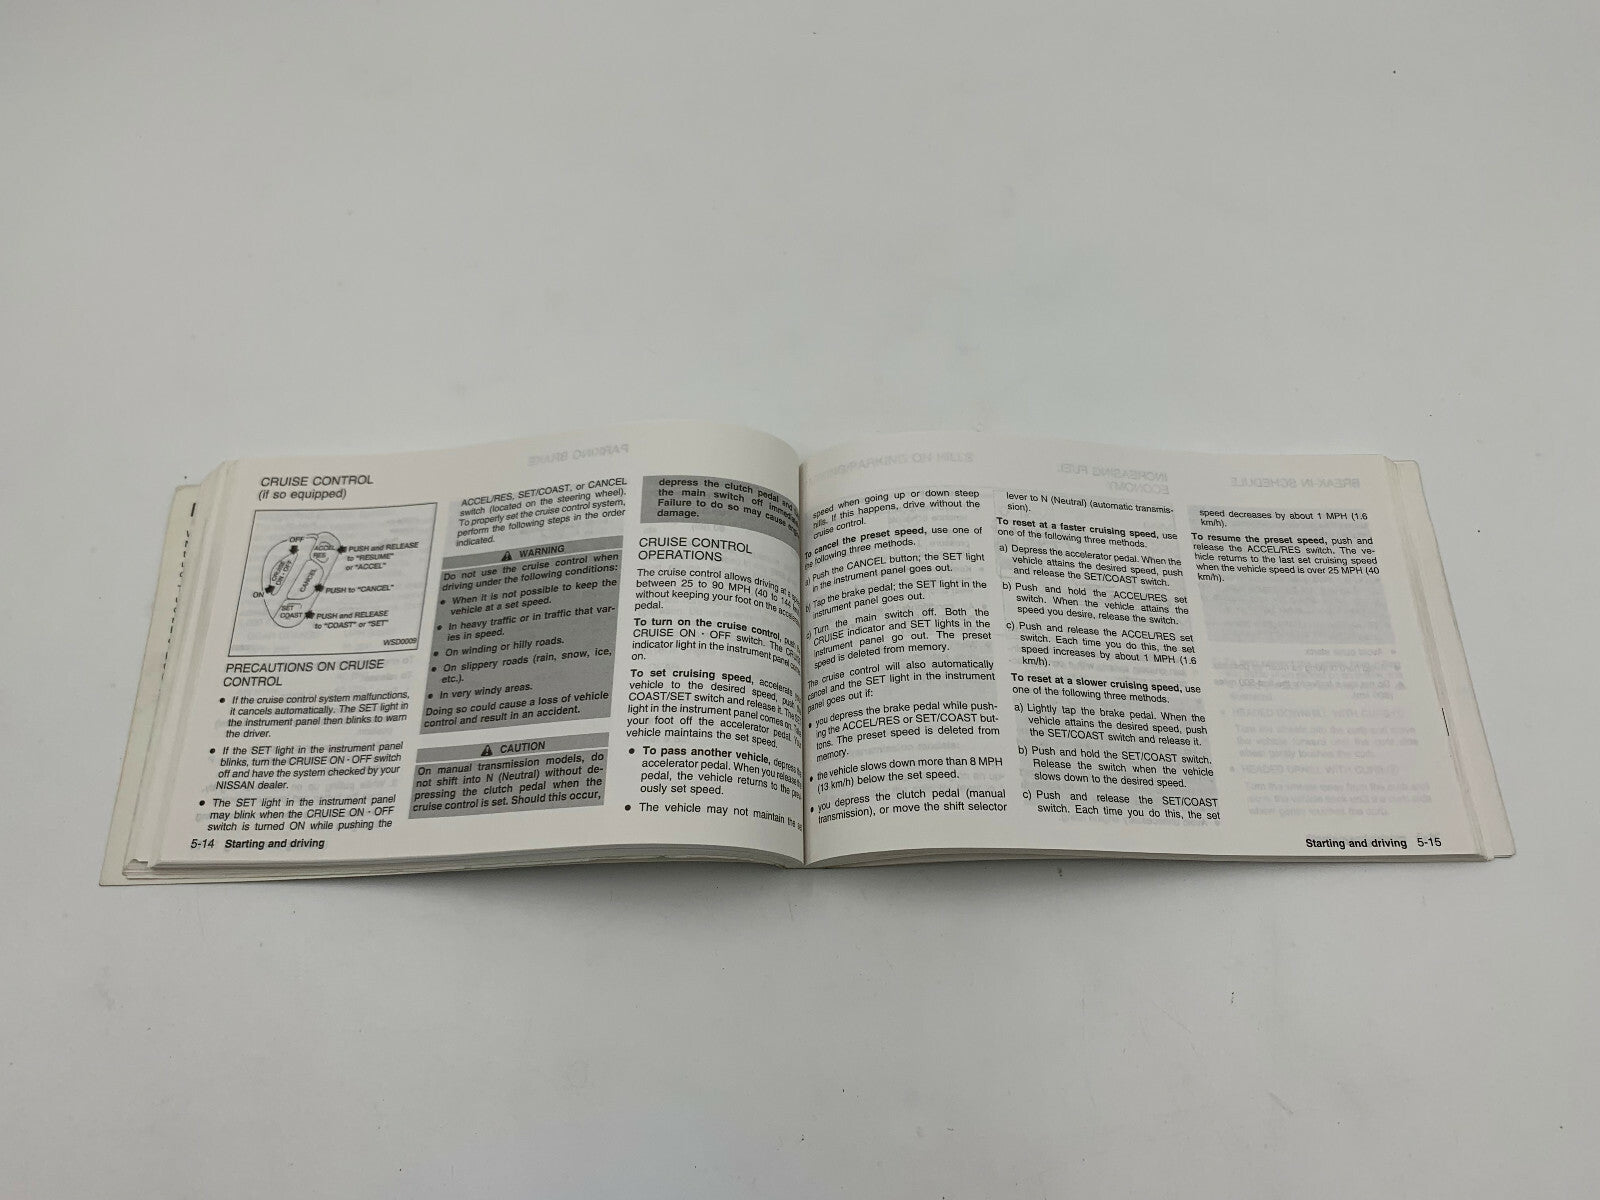 CRUISE CONTROL
(if so equipped)
OFF
ACCEL
RES
PUSH and RELEASE
to "RESUME"
or "ACCEL"
CRUISE
ON · OFF
CANCEL
PUSH to "CANCEL"
ON
SET
COAST
PUSH and RELEASE
to "COAST" or "SET"
WSD0009
PRECAUTIONS ON CRUISE
CONTROL
● If the cruise control system malfunctions,
it cancels automatically. The SET light in
the instrument panel then blinks to warn
the driver.
● If the SET light in the instrument panel
blinks, turn the CRUISE ON · OFF switch
off and have the system checked by your
NISSAN dealer.
● The SET light in the instrument panel
may blink when the CRUISE ON · OFF
switch is turned ON while pushing the
ACCEL/RES, SET/COAST, or CANCEL
switch (located on the steering wheel).
To properly set the cruise control system,
perform the following steps in the order
indicated.
WARNING
Do not use the cruise control when
driving under the following conditions:
● When it is not possible to keep the
vehicle at a set speed.
● In heavy traffic or in traffic that var-
ies in speed.
● On winding or hilly roads.
● On slippery roads (rain, snow, ice,
etc.).
● In very windy areas.
Doing so could cause a loss of vehicle
control and result in an accident.
CAUTION
On manual transmission models, do
not shift into N (Neutral) without de-
pressing the clutch pedal when the
cruise control is set. Should this occur,
depress the clutch pedal and
the main switch off
Failure to do so may cause
damage.
CRUISE CONTROL
OPERATIONS
The cruise control allows driving at a
between 25 to 90 MPH (40 to 144
without keeping your foot on the
pedal.
To turn on the cruise control,
CRUISE ON · OFF switch. The
indicator light in the instrument panel
on.
To set cruising speed, accelerate
vehicle to the desired speed, push
COAST/SET switch and release it. The
light in the instrument panel comes on.
your foot off the accelerator pedal.
vehicle maintains the set speed.
● To pass another vehicle,
accelerator pedal. When you release
pedal, the vehicle returns to the
ously set speed.
● The vehicle may not maintain the
5-14 Starting and driving
speed when going up or down steep
hills. If this happens, drive without the
cruise control.
To cancel the preset speed, use one of
the following three methods.
a) Push the CANCEL button; the SET light
in the instrument panel goes out.
b) Tap the brake pedal; the SET light in the
instrument panel goes out.
c) Turn the main switch off. Both the
CRUISE indicator and SET lights in the
instrument panel go out. The preset
speed is deleted from memory.
The cruise control will also automatically
cancel and the SET light in the instrument
panel goes out if:
● you depress the brake pedal while push-
ing the ACCEL/RES or SET/COAST but-
tons. The preset speed is deleted from
memory.
● the vehicle slows down more than 8 MPH
(13 km/h) below the set speed.
● you depress the clutch pedal (manual
transmission), or move the shift selector
lever to N (Neutral) (automatic transmis-
sion).
To reset at a faster cruising speed, use
one of the following three methods.
a) Depress the accelerator pedal. When the
vehicle attains the desired speed, push
and release the SET/COAST switch.
b) Push and hold the ACCEL/RES set
switch. When the vehicle attains the
speed you desire, release the switch.
c) Push and release the ACCEL/RES set
switch. Each time you do this, the set
speed increases by about 1 MPH (1.6
km/h).
To reset at a slower cruising speed, use
one of the following three methods.
a) Lightly tap the brake pedal. When the
vehicle attains the desired speed, push
the SET/COAST switch and release it.
b) Push and hold the SET/COAST switch.
Release the switch when the vehicle
slows down to the desired speed.
c) Push and release the SET/COAST
switch. Each time you do this, the set
speed decreases by about 1 MPH (1.6
km/h).
To resume the preset speed, push and
release the ACCEL/RES switch. The ve-
hicle returns to the last set cruising speed
when the vehicle speed is over 25 MPH (40
km/h).
Starting and driving 5-15